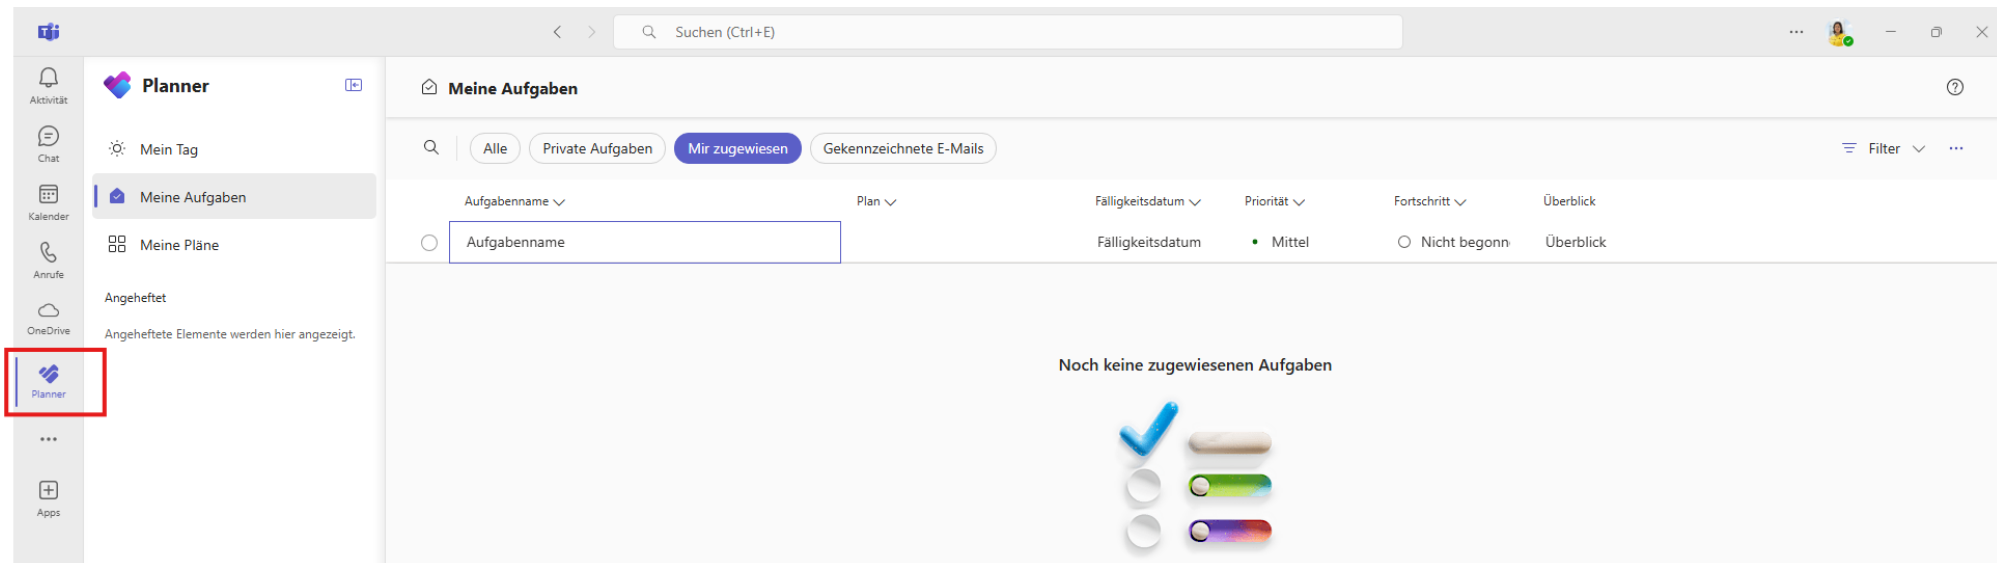 Suchen (Ctrl+E)
Aktivität
Chat
Kalender
Anrufe
OneDrive
Planner
Apps
Planner
Mein Tag
Meine Aufgaben
Meine Pläne
Angeheftet
Angeheftete Elemente werden hier angezeigt.
Meine Aufgaben
Alle Private Aufgaben Mir zugewiesen Gekennzeichnete E-Mails Filter
Aufgabenname Plan Fälligkeitsdatum Priorität Fortschritt Überblick
Aufgabenname Fälligkeitsdatum Mittel Nicht begonn Überblick
Noch keine zugewiesenen Aufgaben